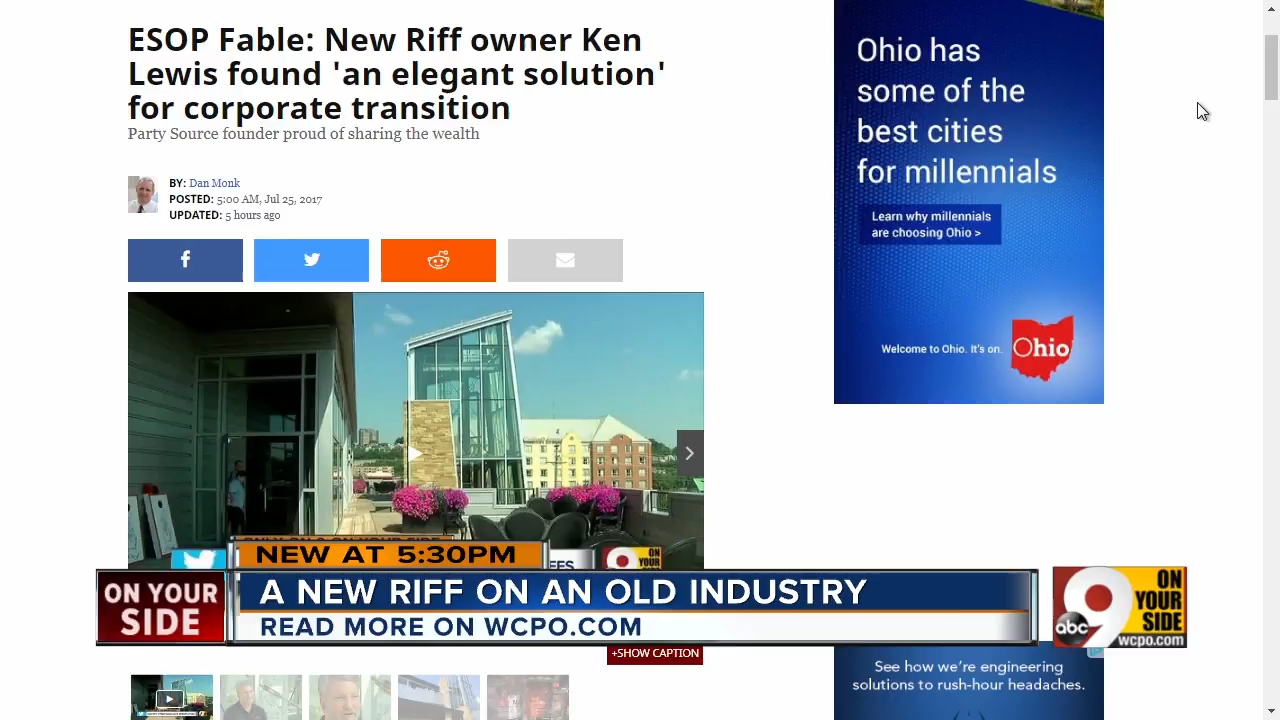 ESOP Fable: New Riff owner Ken
Lewis found 'an elegant solution'
for corporate transition
Party Source founder proud of sharing the wealth
BY: Dan Monk
POSTED: 5:00 AM, Jul 25, 2017
UPDATED: 5 hours ago
Ohio has
some of the
best cities
for millennials
Learn why millennials
are choosing Ohio >
Welcome to Ohio. It's on.
Ohio
NEW AT 5:30PM
ON YOUR
SIDE
A NEW RIFF ON AN OLD INDUSTRY
READ MORE ON WCPO.COM
9
ON
YOUR
abc
9
ON
YOUR
SIDE
wcpo.com
+SHOW CAPTION
See how we're engineering
solutions to rush-hour headaches.